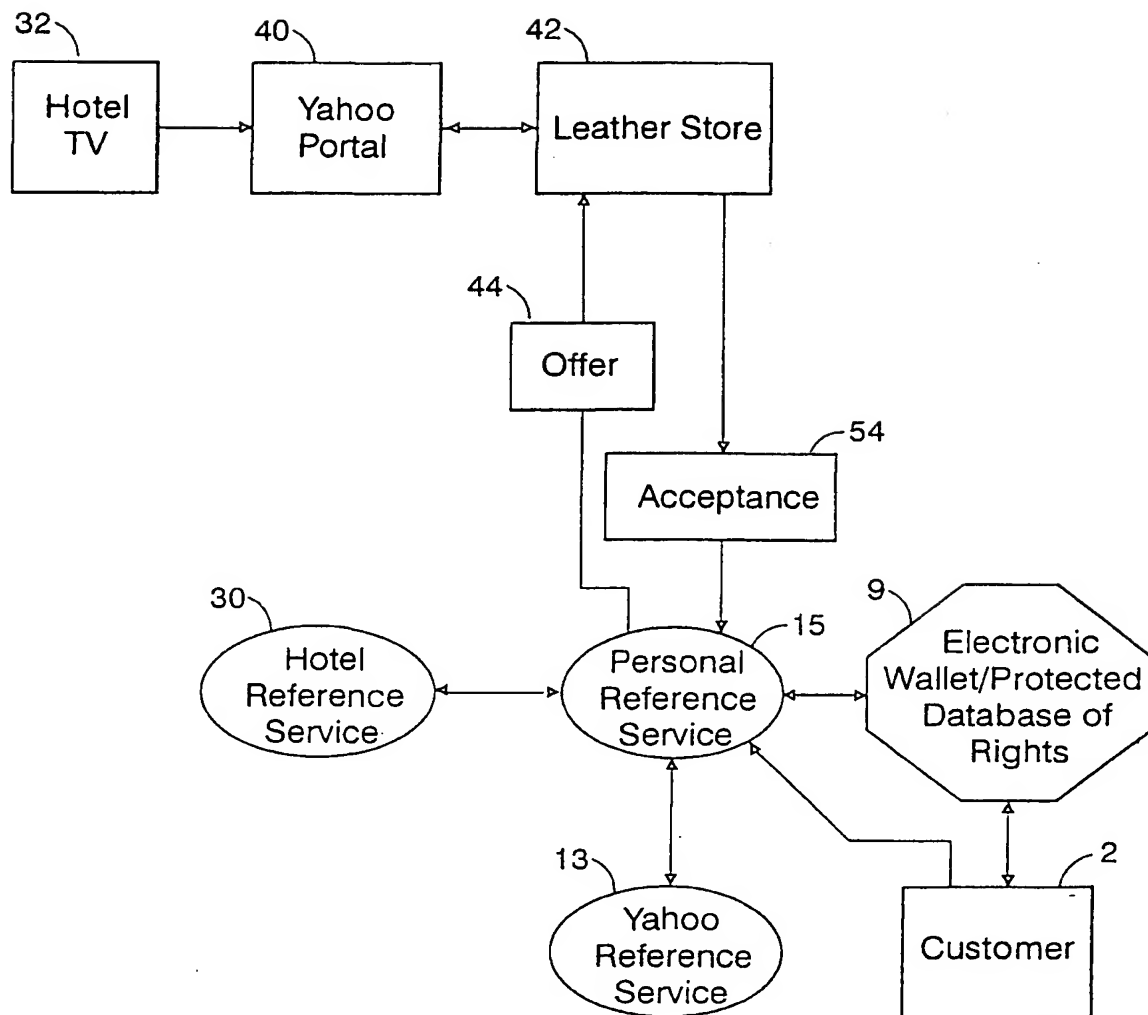 32
40
42
Hotel
TV
Yahoo
Portal
Leather Store
44
Offer
54
Acceptance
30
Hotel
Reference
Service
15
Personal
Reference
Service
9
Electronic
Wallet/Protected
Database of
Rights
13
Yahoo
Reference
Service
2
Customer